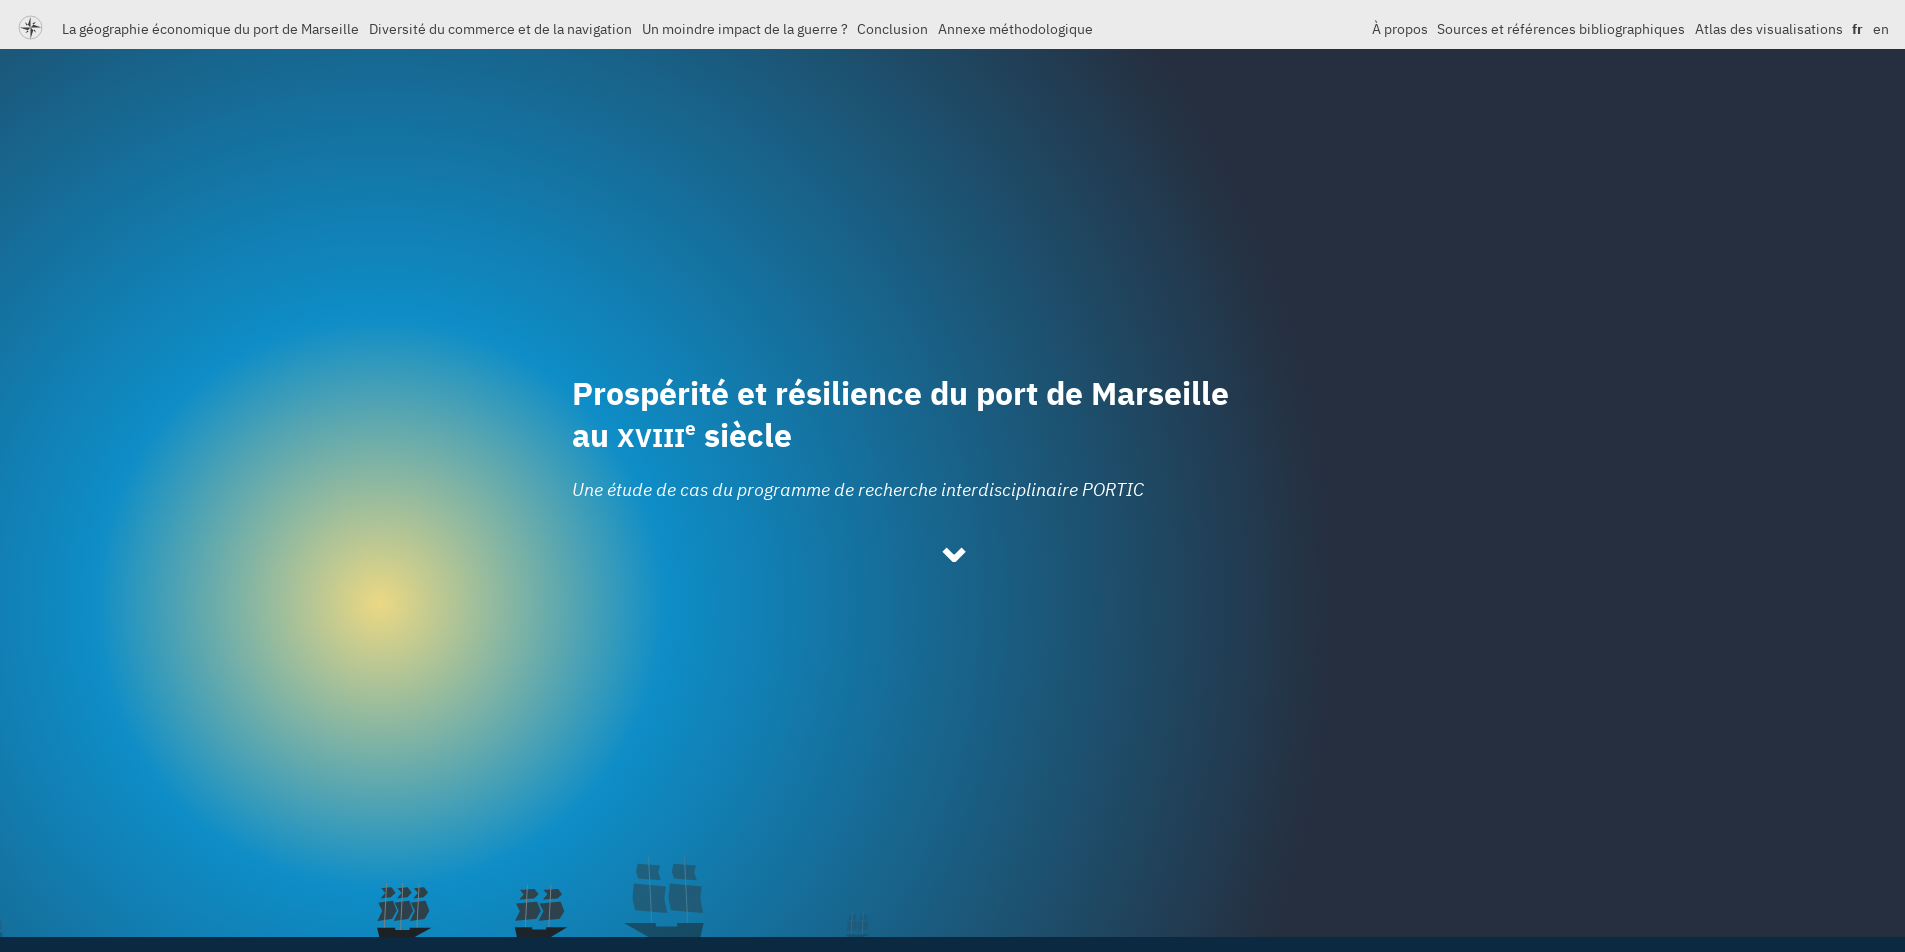 La géographie économique du port de Marseille Diversité du commerce et de la navigation Un moindre impact de la guerre ? Conclusion Annexe méthodologique À propos Sources et références bibliographiques Atlas des visualisations fr en
Prospérité et résilience du port de Marseille
au XVIIIe siècle
Une étude de cas du programme de recherche interdisciplinaire PORTIC